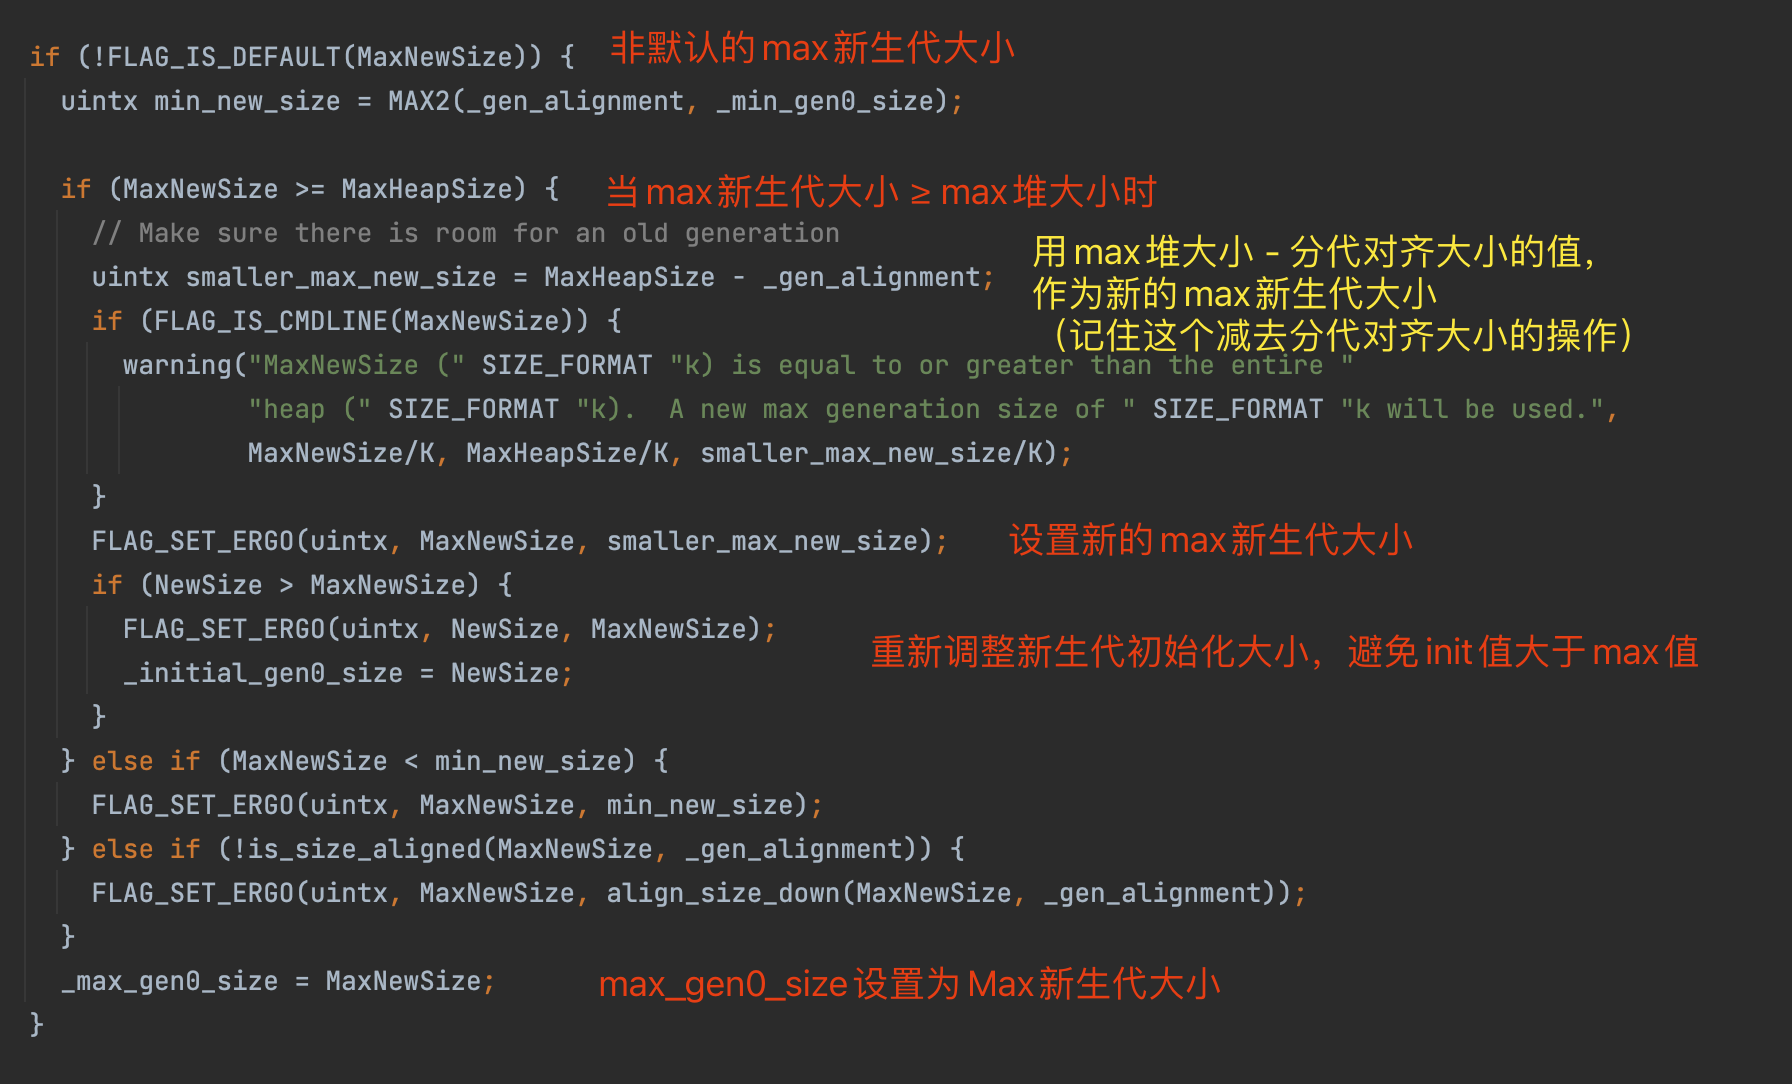 if (!FLAG_IS_DEFAULT(MaxNewSize)) { 非默认的max新生代大小
uintx min_new_size = MAX2(_gen_alignment, _min_gen0_size);
if (MaxNewSize >= MaxHeapSize) { 当max新生代大小 ≥ max堆大小时
// Make sure there is room for an old generation
用max堆大小 - 分代对齐大小的值，
uintx smaller_max_new_size = MaxHeapSize - _gen_alignment;
作为新的max新生代大小
if (FLAG_IS_CMDLINE(MaxNewSize)) {
（记住这个减去分代对齐大小的操作）
warning("MaxNewSize (" SIZE_FORMAT "k) is equal to or greater than the entire "
"heap (" SIZE_FORMAT "k).  A new max generation size of " SIZE_FORMAT "k will be used.",
MaxNewSize/K, MaxHeapSize/K, smaller_max_new_size/K);
}
FLAG_SET_ERGO(uintx, MaxNewSize, smaller_max_new_size); 设置新的max新生代大小
if (NewSize > MaxNewSize) {
FLAG_SET_ERGO(uintx, NewSize, MaxNewSize);
重新调整新生代初始化大小，避免init值大于max值
_initial_gen0_size = NewSize;
}
} else if (MaxNewSize < min_new_size) {
FLAG_SET_ERGO(uintx, MaxNewSize, min_new_size);
} else if (!is_size_aligned(MaxNewSize, _gen_alignment)) {
FLAG_SET_ERGO(uintx, MaxNewSize, align_size_down(MaxNewSize, _gen_alignment));
}
_max_gen0_size = MaxNewSize; max_gen0_size设置为Max新生代大小
}